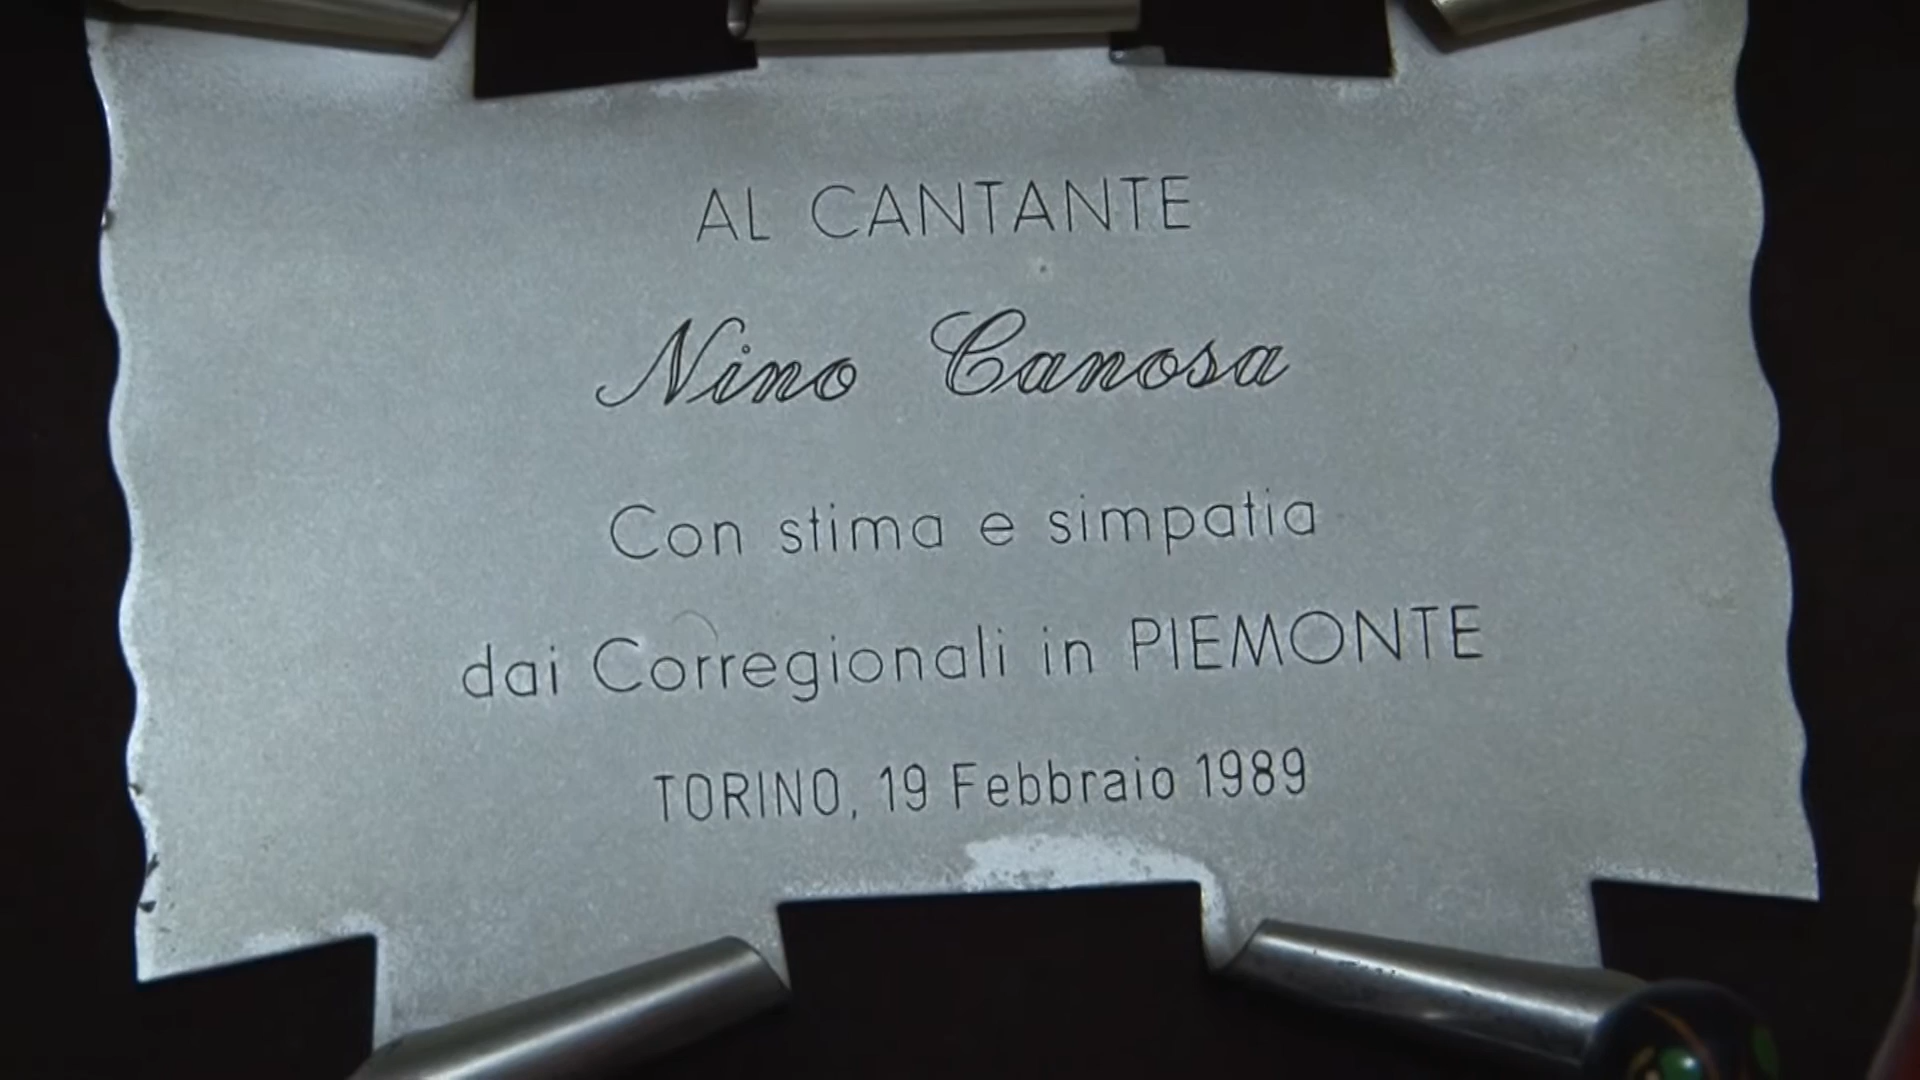 AL CANTANTE
Nino Canosa
Con stima e simpatia
dai Corregionali in PIEMONTE
TORINO, 19 Febbraio 1989